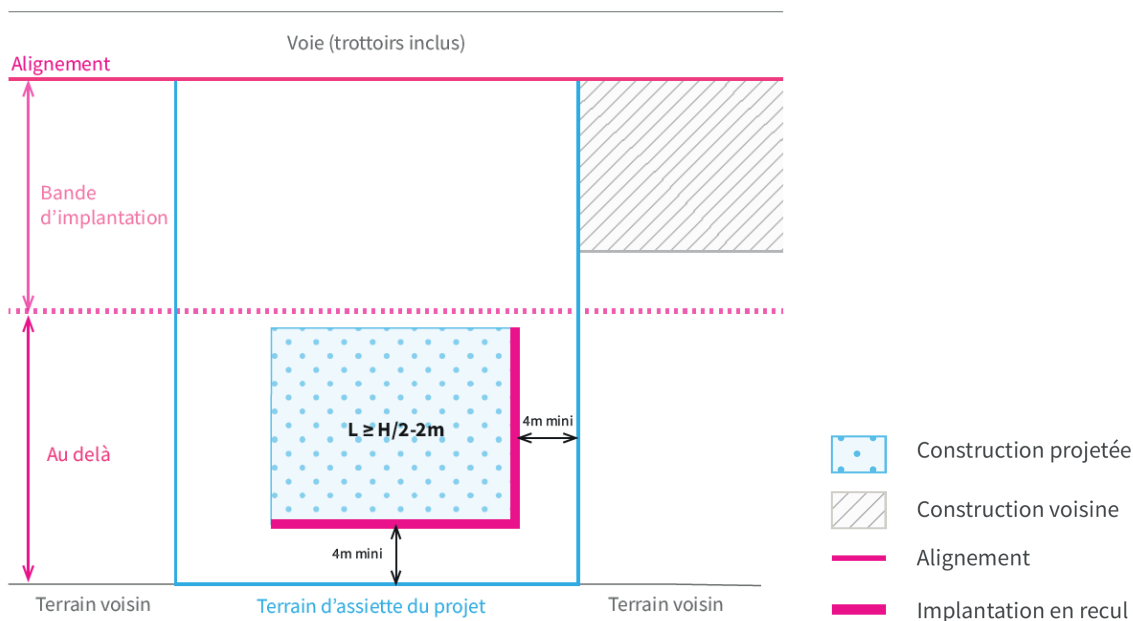 Voie (trottoirs inclus)
Alignement
Bande
d’implantation
L ≥ H/2-2m
4m mini
Au delà
4m mini
Terrain voisin
Terrain d’assiette du projet
Terrain voisin
Construction projetée
Construction voisine
Alignement
Implantation en recul